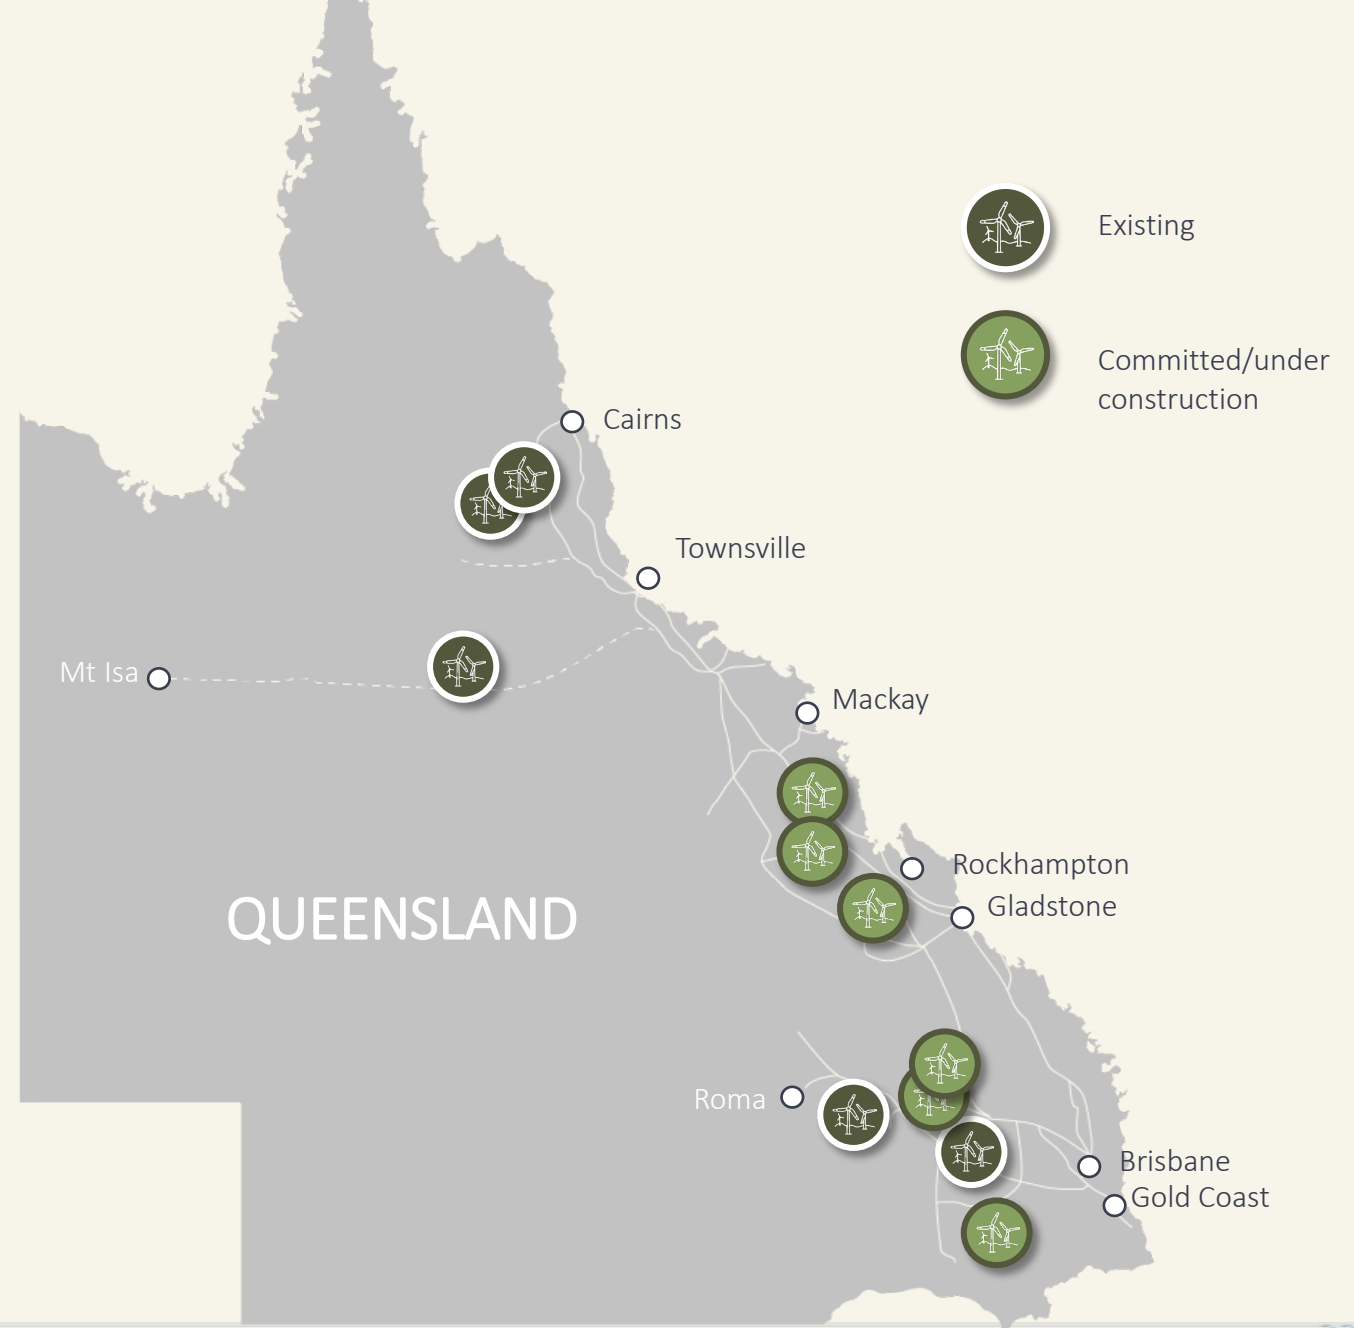 Existing
Committed/under
construction
Cairns
Townsville
Mt Isa
Mackay
Rockhampton
QUEENSLAND
Gladstone
Roma
Brisbane
Gold Coast